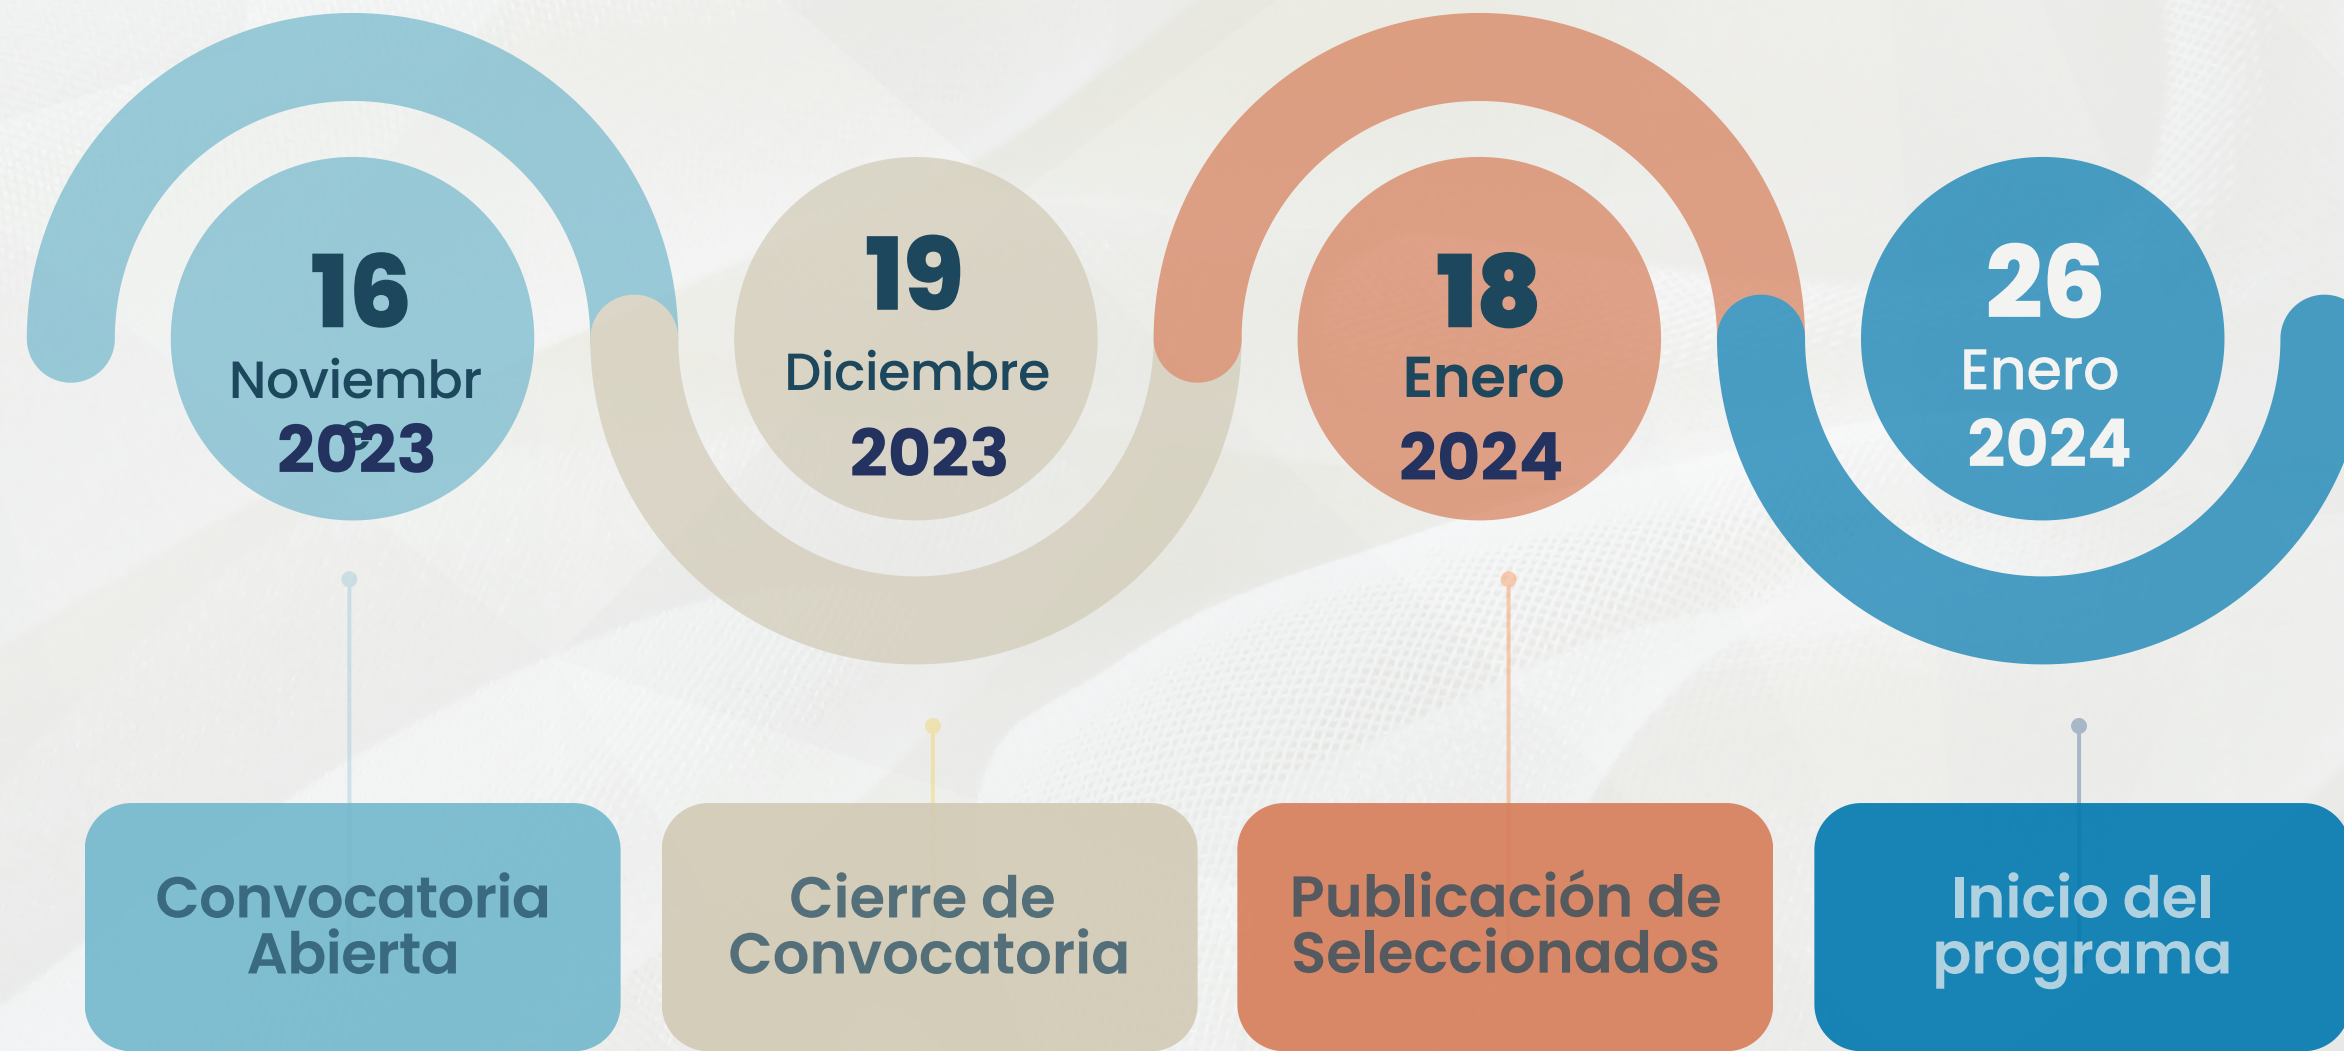 16
Noviembr
e
2023
19
Diciembre
2023
18
Enero
2024
26
Enero
2024
Convocatoria
Abierta
Cierre de
Convocatoria
Publicación de
Seleccionados
Inicio del
programa